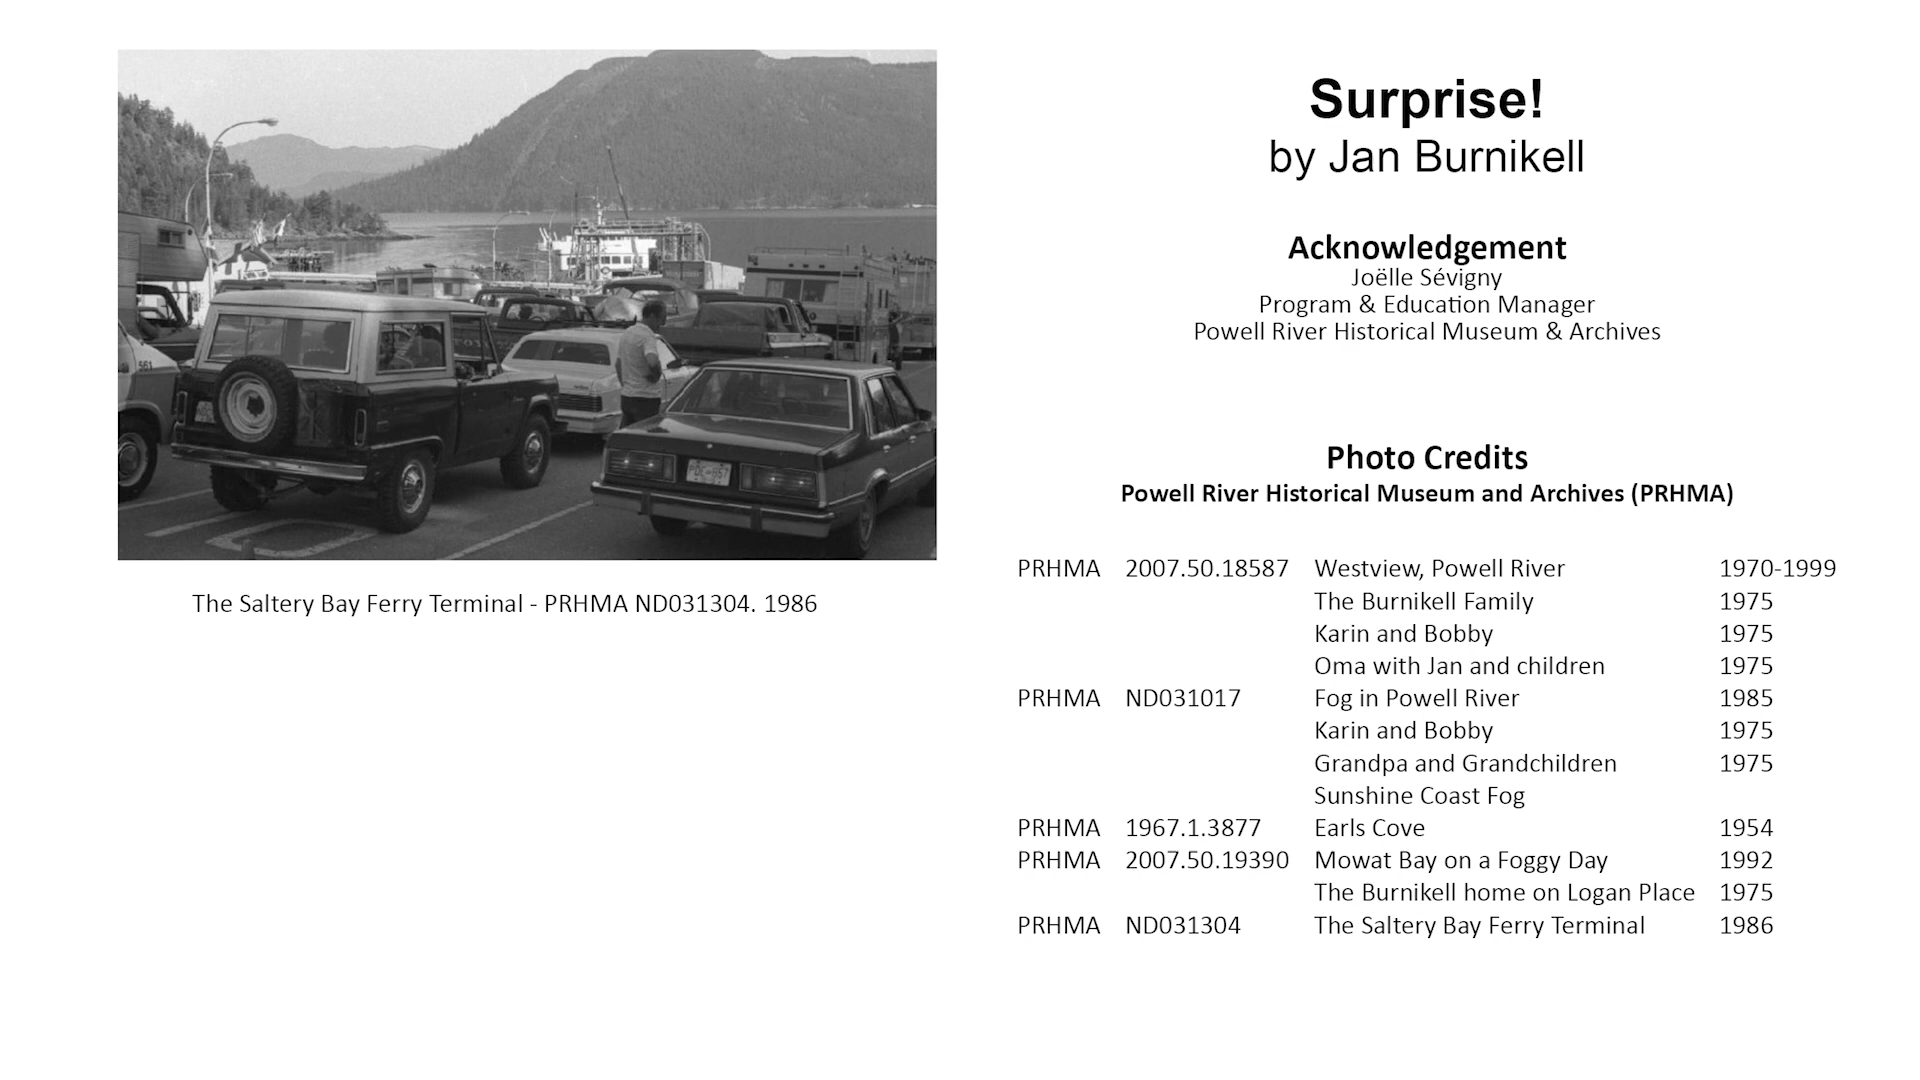 The Saltery Bay Ferry Terminal - PRHMA ND031304. 1986
Surprise!
by Jan Burnikell
Acknowledgement
Joëlle Sévigny
Program & Education Manager
Powell River Historical Museum & Archives
Photo Credits
Powell River Historical Museum and Archives (PRHMA)
PRHMA 2007.50.18587 Westview, Powell River 1970-1999
The Burnikell Family 1975
Karin and Bobby 1975
Oma with Jan and children 1975
PRHMA ND031017 Fog in Powell River 1985
Karin and Bobby 1975
Grandpa and Grandchildren 1975
Sunshine Coast Fog
PRHMA 1967.1.3877 Earls Cove 1954
PRHMA 2007.50.19390 Mowat Bay on a Foggy Day 1992
The Burnikell home on Logan Place 1975
PRHMA ND031304 The Saltery Bay Ferry Terminal 1986